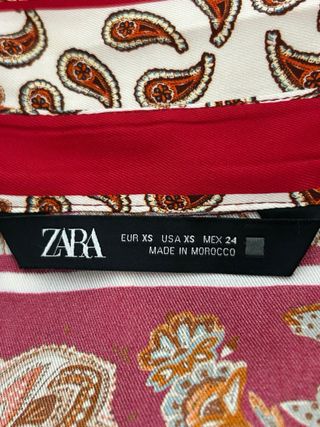 ZARA
EUR XS USA XS MEX 24
MADE IN MOROCCO